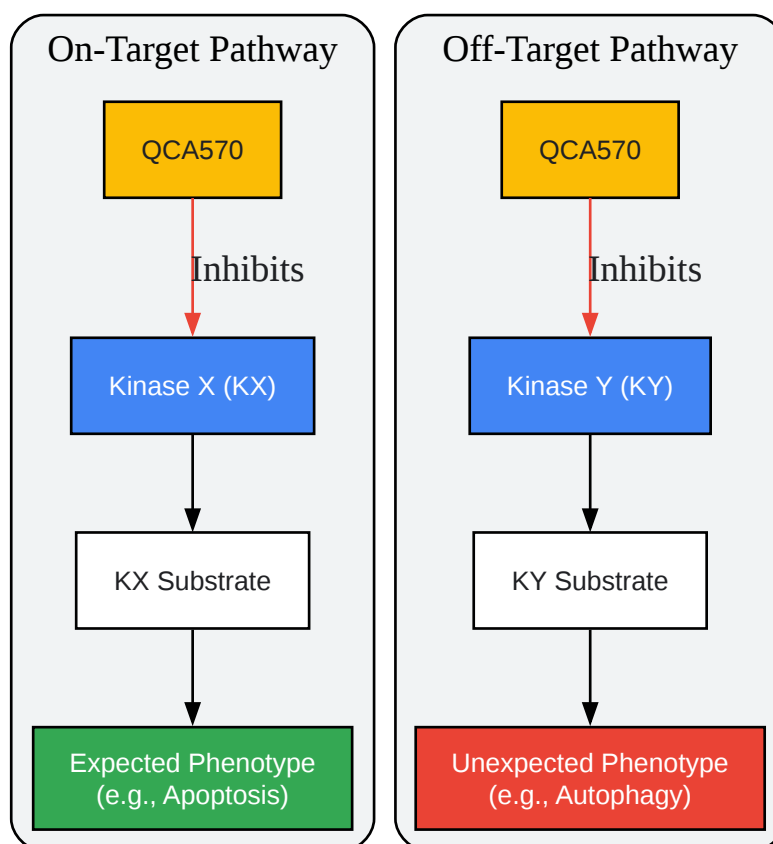 On-Target Pathway
QCA570
Inhibits
Kinase X (KX)
KX Substrate
Expected Phenotype
(e.g., Apoptosis)
Off-Target Pathway
QCA570
Inhibits
Kinase Y (KY)
KY Substrate
Unexpected Phenotype
(e.g., Autophagy)